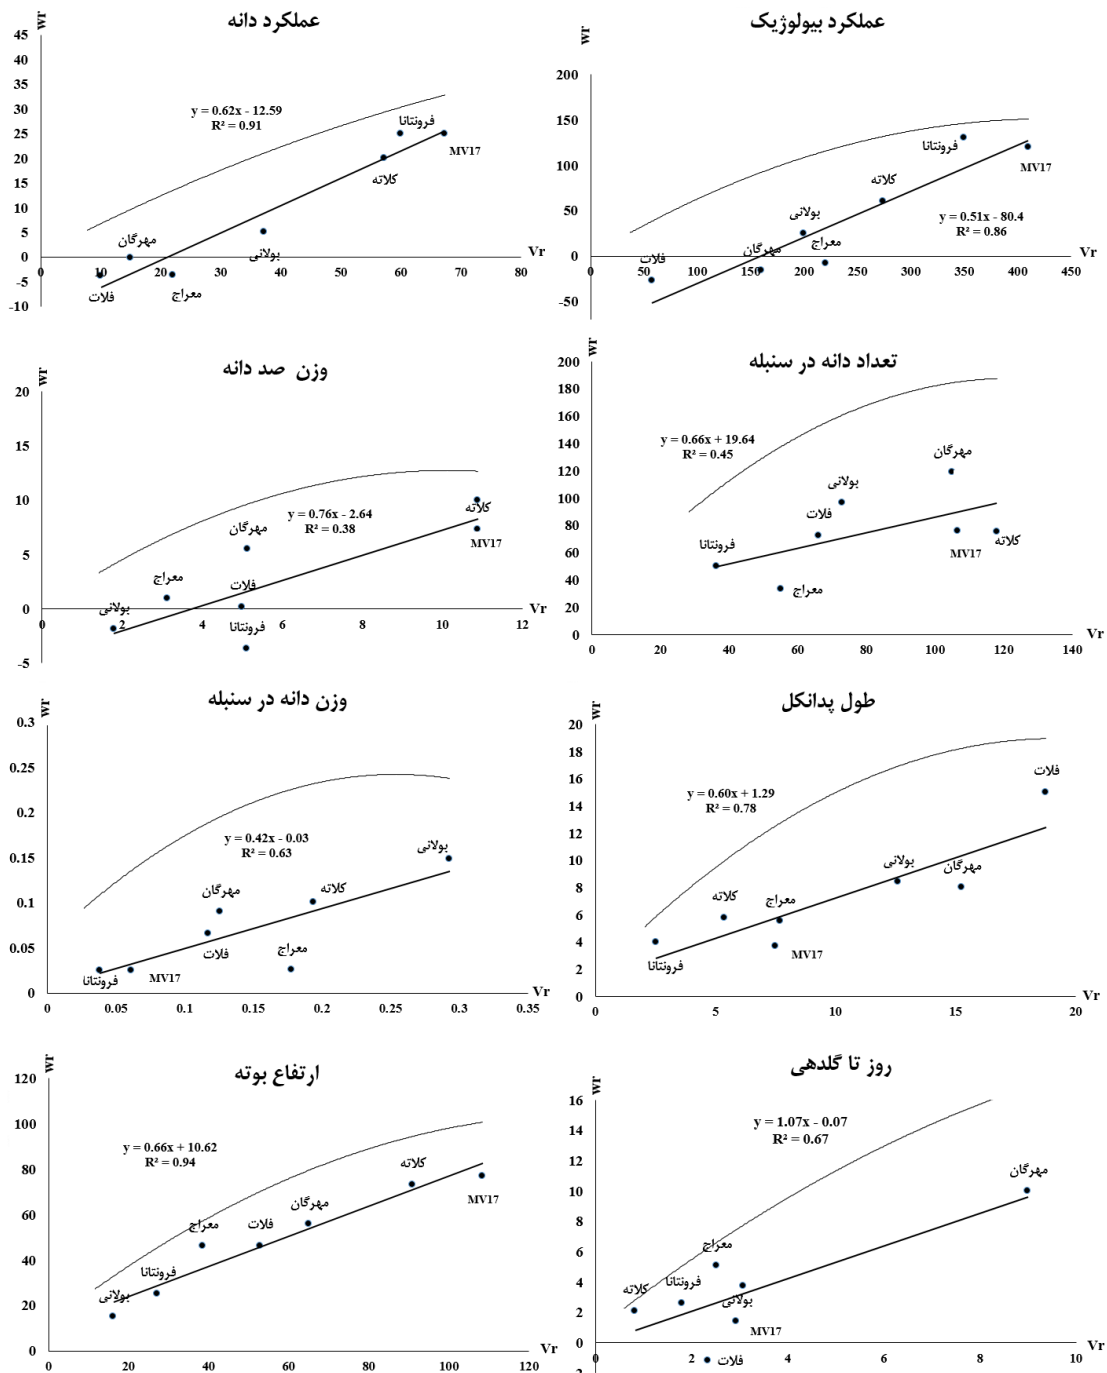 عملکرد دانه
wr
45
40
35
30
25
20
15
10
5
0
-5
-10
y = 0.62x - 12.59
R² = 0.91
فرونتانا
MV17
کلاته
بولانی
مهرگان
فلات
معراج
0 10 20 30 40 50 60 70 80
Vr
عملکرد بیولوژیک
wr
200
150
100
50
0
-50
فرونتانا
MV17
کلاته
بولانی
معراج
مهرگان
فلات
y = 0.51x - 80.4
R² = 0.86
0 50 100 150 200 250 300 350 400 450
Vr
وزن صد دانه
wr
20
15
10
5
0
-5
y = 0.76x - 2.64
R² = 0.38
کلاته
MV17
مهرگان
معراج
فلات
فرونتانا
بولانی
0 2 4 6 8 10 12
Vr
تعداد دانه در سنبله
wr
200
180
160
140
120
100
80
60
40
20
0
y = 0.66x + 19.64
R² = 0.45
مهرگان
بولانی
فلات
فرونتانا
معراج
MV17
کلاته
0 20 40 60 80 100 120 140
Vr
وزن دانه در سنبله
wr
0.3
0.25
0.2
0.15
0.1
0.05
0
y = 0.42x - 0.03
R² = 0.63
بولانی
مهرگان
کلاته
فلات
معراج
فرونتانا
MV17
0 0.05 0.1 0.15 0.2 0.25 0.3 0.35
Vr
طول پدانکل
wr
20
18
16
14
12
10
8
6
4
2
0
y = 0.60x + 1.29
R² = 0.78
فلات
بولانی
مهرگان
کلاته
معراج
MV17
فرونتانا
0 5 10 15 20
Vr
ارتفاع بوته
wr
120
100
80
60
40
20
0
y = 0.66x + 10.62
R² = 0.94
کلاته
MV17
مهرگان
فلات
معراج
فرونتانا
بولانی
0 20 40 60 80 100 120
Vr
روز تا گلدهی
wr
16
14
12
10
8
6
4
2
0
y = 1.07x - 0.07
R² = 0.67
مهرگان
معراج
فرونتانا
کلاته
بولانی
MV17
فلات
0 2 4 6 8 10
Vr